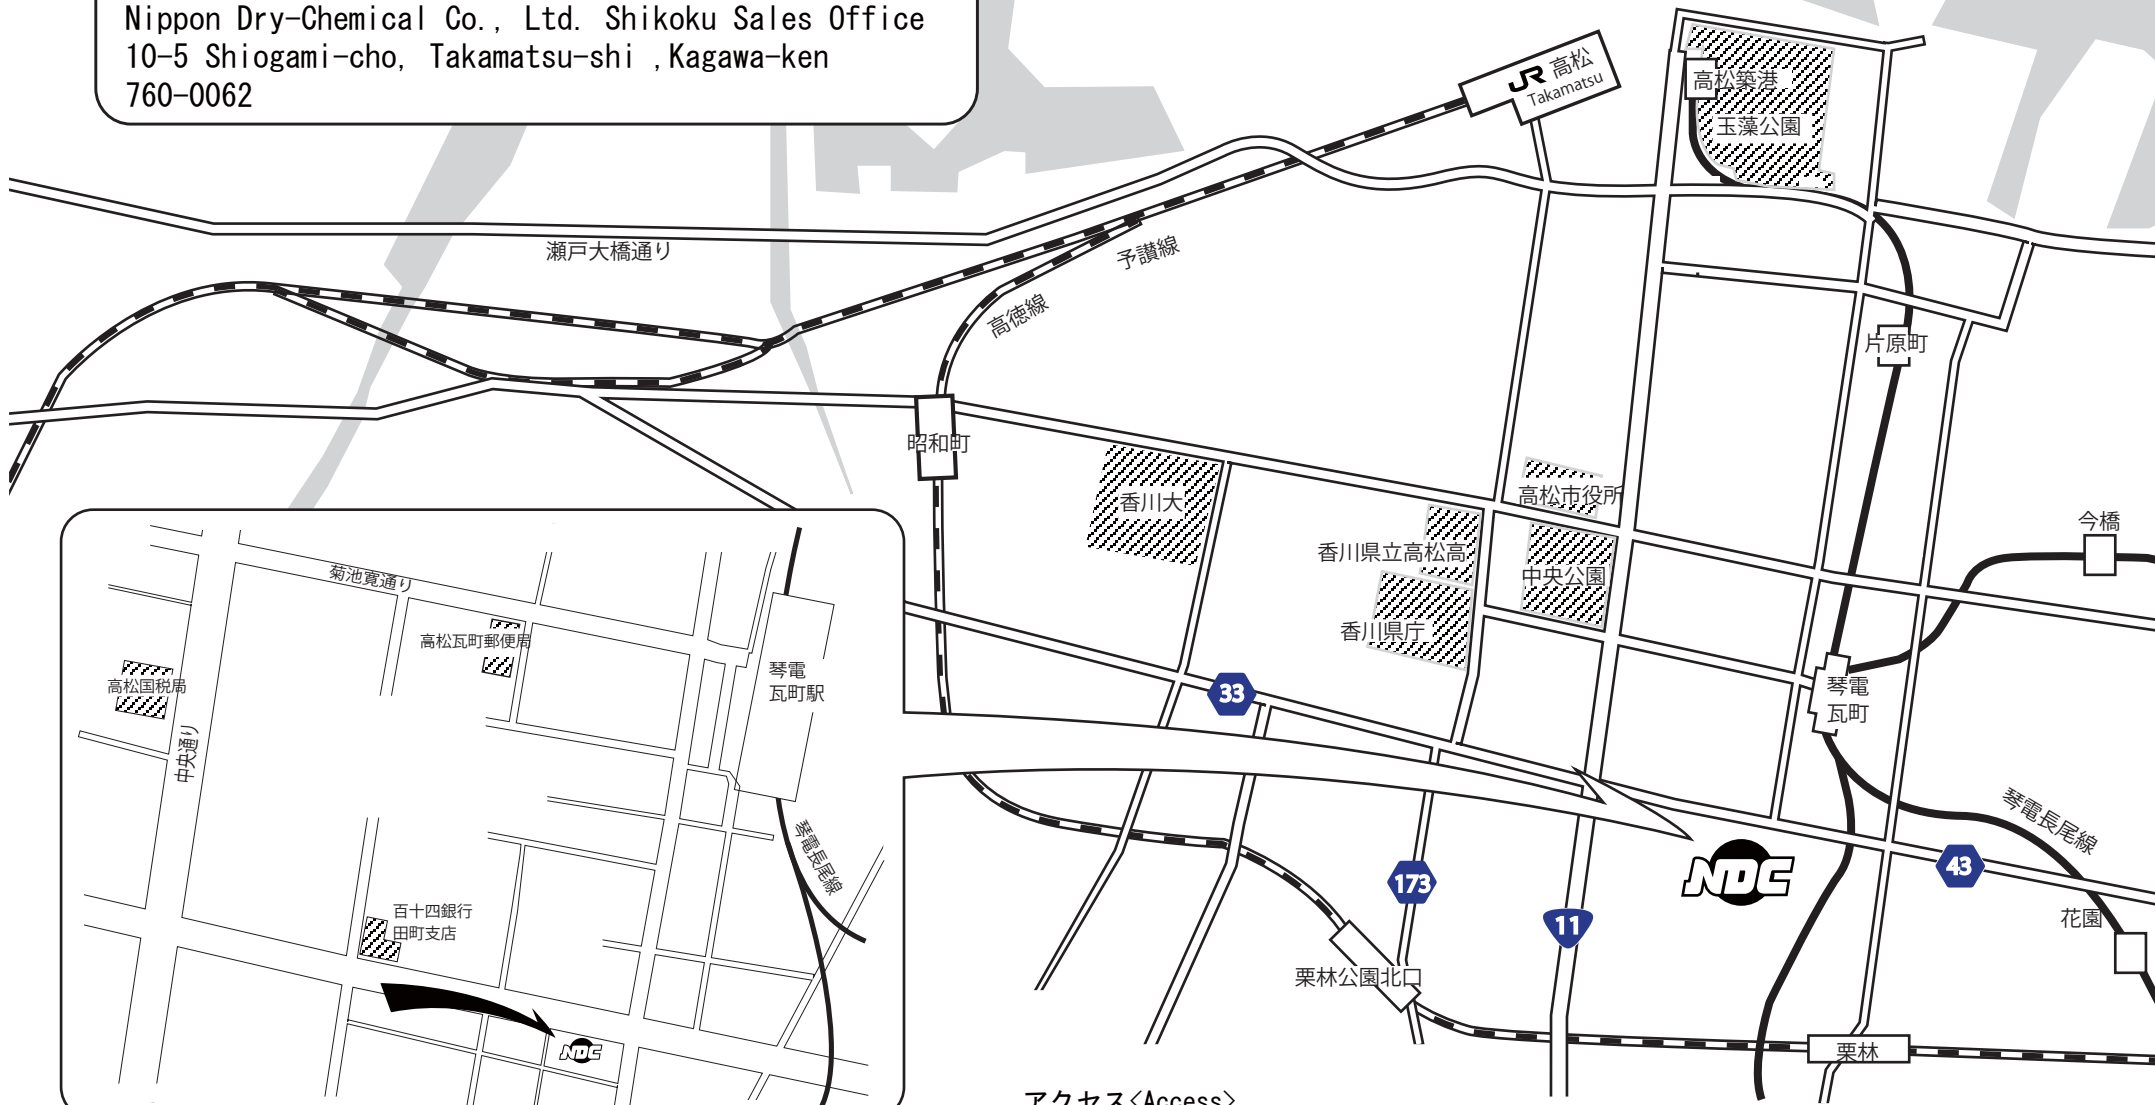 Nippon Dry-Chemical Co., Ltd. Shikoku Sales Office
10-5 Shiogami-cho, Takamatsu-shi ,Kagawa-ken
760-0062
JR 高松
Takamatsu
高松築港
玉藻公園
瀬戸大橋通り
予讃線
高徳線
片原町
昭和町
香川大
高松市役所
香川県立高松高
中央公園
香川県庁
今橋
琴電
瓦町
33
琴電長尾線
NDC
43
173
11
花園
栗林公園北口
栗林
菊池寛通り
高松瓦町郵便局
高松国税局
琴電
瓦町駅
中央通り
琴電長尾線
百十四銀行
田町支店
NDC
アクセス<Access>